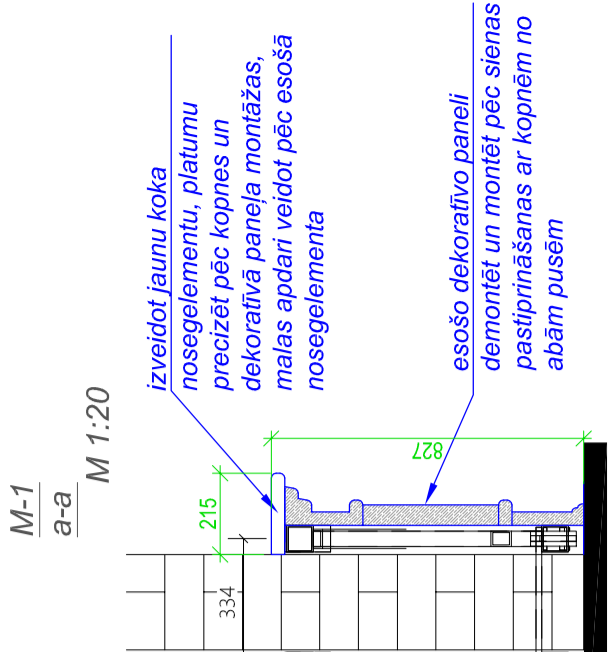 M-1
a-a
M 1:20
izveidot jaunu koka
nosegelementu, platumu
precizēt pēc kopnes un
dekoratīvā paneļa montāžas,
malas apdari veidot pēc esošā
nosegelementa
esošo dekoratīvo paneli
demontēt un montēt pēc sienas
pastiprināšanas ar kopnēm no
abām pusēm
215
334
827